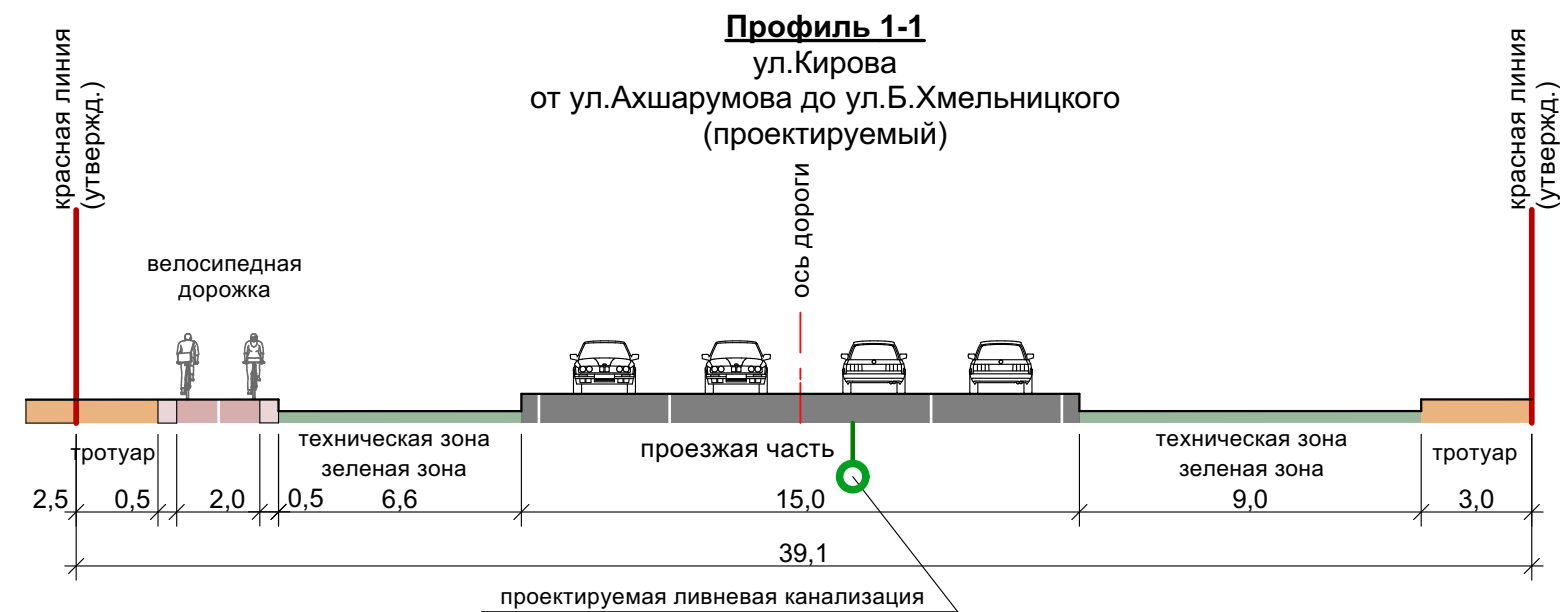 Профиль 1-1
ул.Кирова
от ул.Ахшарумова до ул.Б.Хмельницкого
(проектируемый)
красная линия
(утвержд.)
ось дороги
красная линия
(утвержд.)
велосипедная
дорожка
тротуар
техническая зона
зеленая зона
проезжая часть
техническая зона
зеленая зона
тротуар
2,5 0,5 2,0 0,5 6,6 15,0 9,0 3,0
39,1
проектируемая ливневая канализация